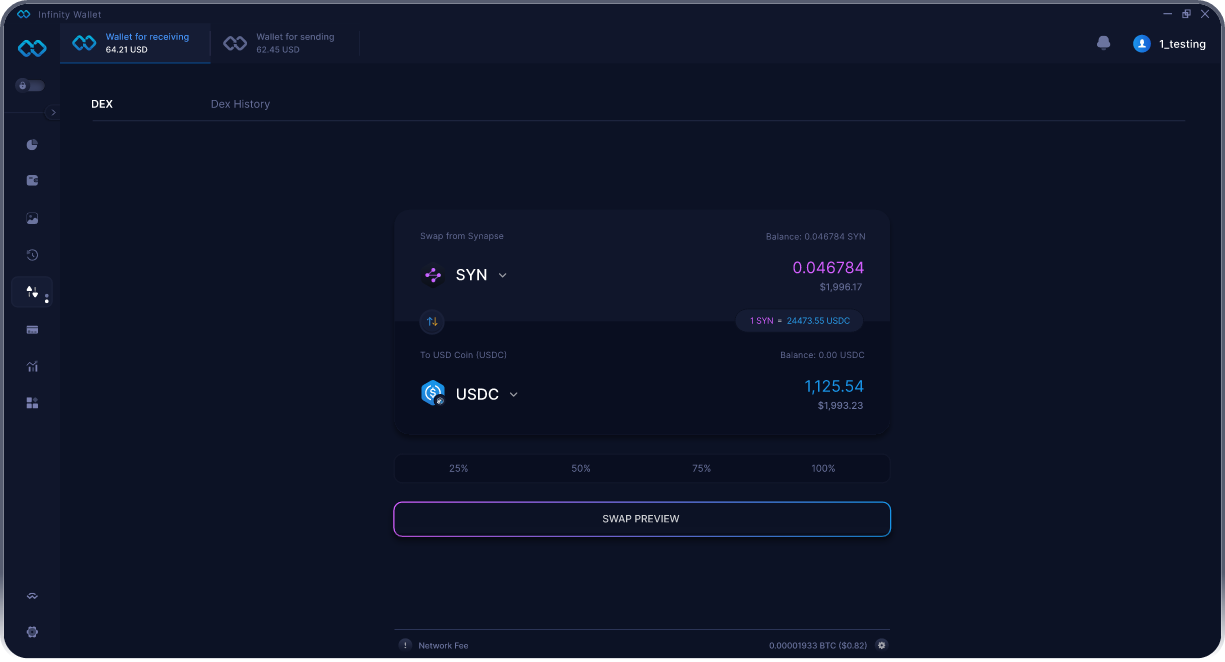 Infinity Wallet
Wallet for receiving
64.21 USD
Wallet for sending
62.45 USD
1_testing
DEX
Dex History
Swap from Synapse
Balance: 0.046784 SYN
SYN
0.046784
$1,996.17
1 SYN = 24473.55 USDC
To USD Coin (USDC)
Balance: 0.00 USDC
USDC
1,125.54
$1,993.23
25%
50%
75%
100%
SWAP PREVIEW
! Network Fee
0.00001933 BTC ($0.82)